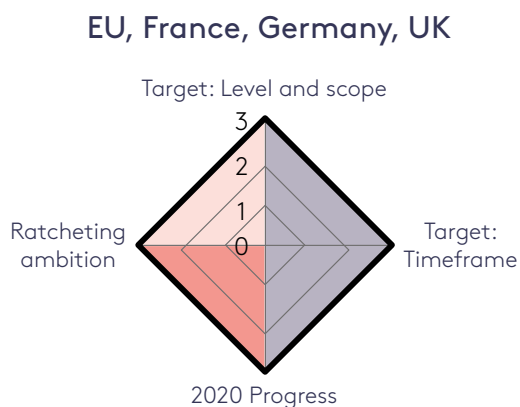 EU, France, Germany, UK
Target: Level and scope
3
2
1
0
Ratcheting
ambition
Target:
Timeframe
2020 Progress